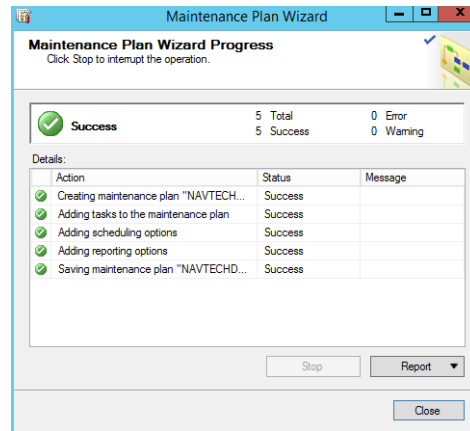 Maintenance Plan Wizard
Maintenance Plan Wizard Progress
Click Stop to interrupt the operation.
Success
5 Total 0 Error
5 Success 0 Warning
Details:
Action Status Message
Creating maintenance plan "NAVTECH... Success
Adding tasks to the maintenance plan Success
Adding scheduling options Success
Adding reporting options Success
Saving maintenance plan "NAVTECHD... Success
Stop Report
Close